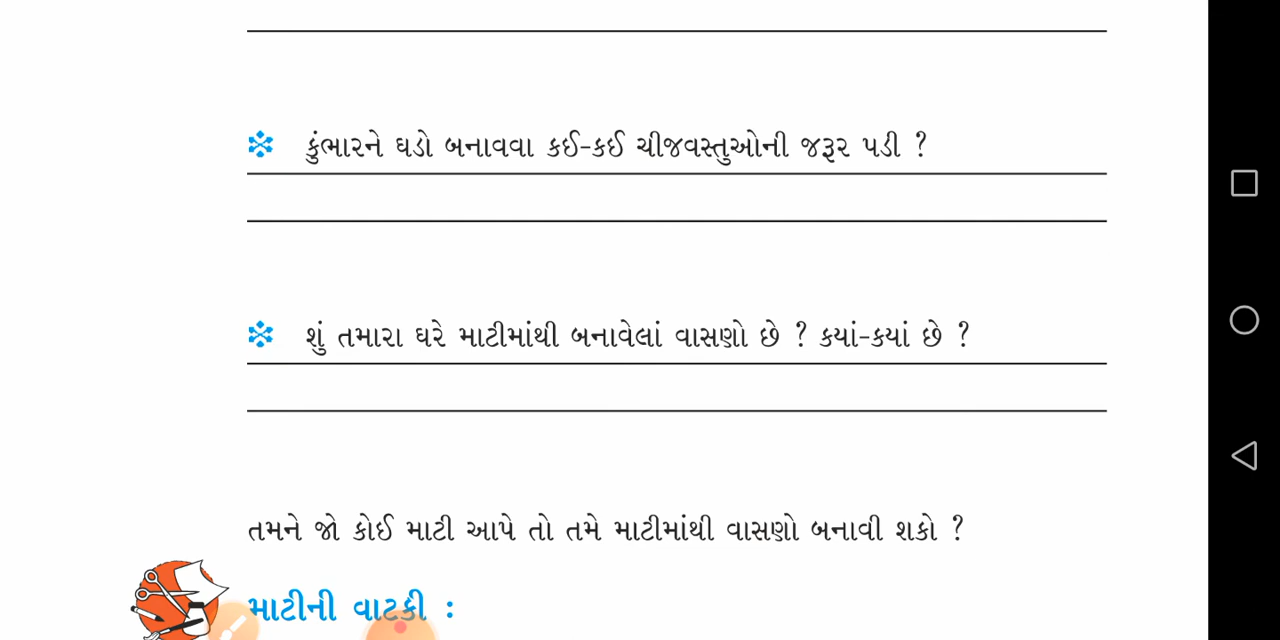 કુંભારને ઘડો બનાવવા કઈ-કઈ ચીજવસ્તુઓની જરૂર પડી ?
શું તમારા ઘરે માટીમાંથી બનાવેલાં વાસણો છે ? કયાં-કયાં છે ?
તમને જો કોઈ માટી આપે તો તમે માટીમાંથી વાસણો બનાવી શકો ?
માટીની વાટકી :